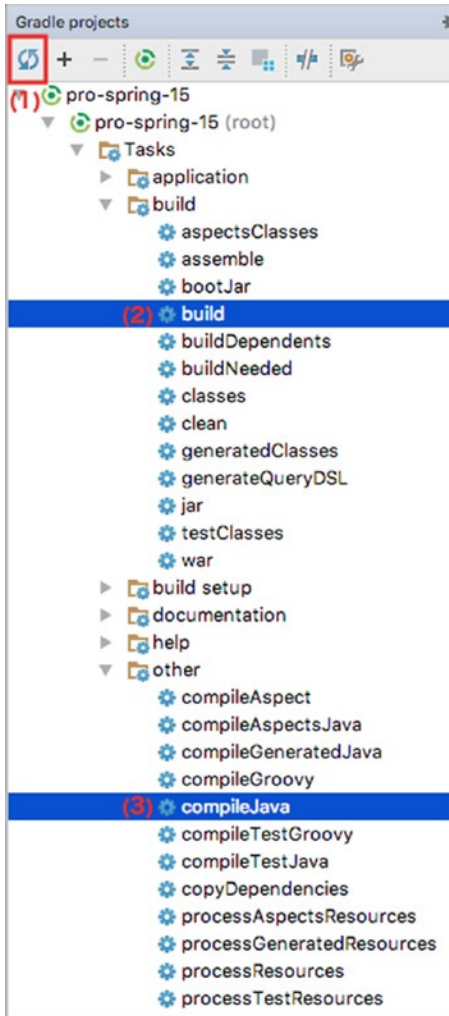 Gradle projects
(1) pro-spring-15
pro-spring-15 (root)
Tasks
application
build
aspectsClasses
assemble
bootJar
(2) build
buildDependents
buildNeeded
classes
clean
generatedClasses
generateQueryDSL
jar
testClasses
war
build setup
documentation
help
other
compileAspect
compileAspectsJava
compileGeneratedJava
compileGroovy
(3) compileJava
compileTestGroovy
compileTestJava
copyDependencies
processAspectsResources
processGeneratedResources
processResources
processTestResources